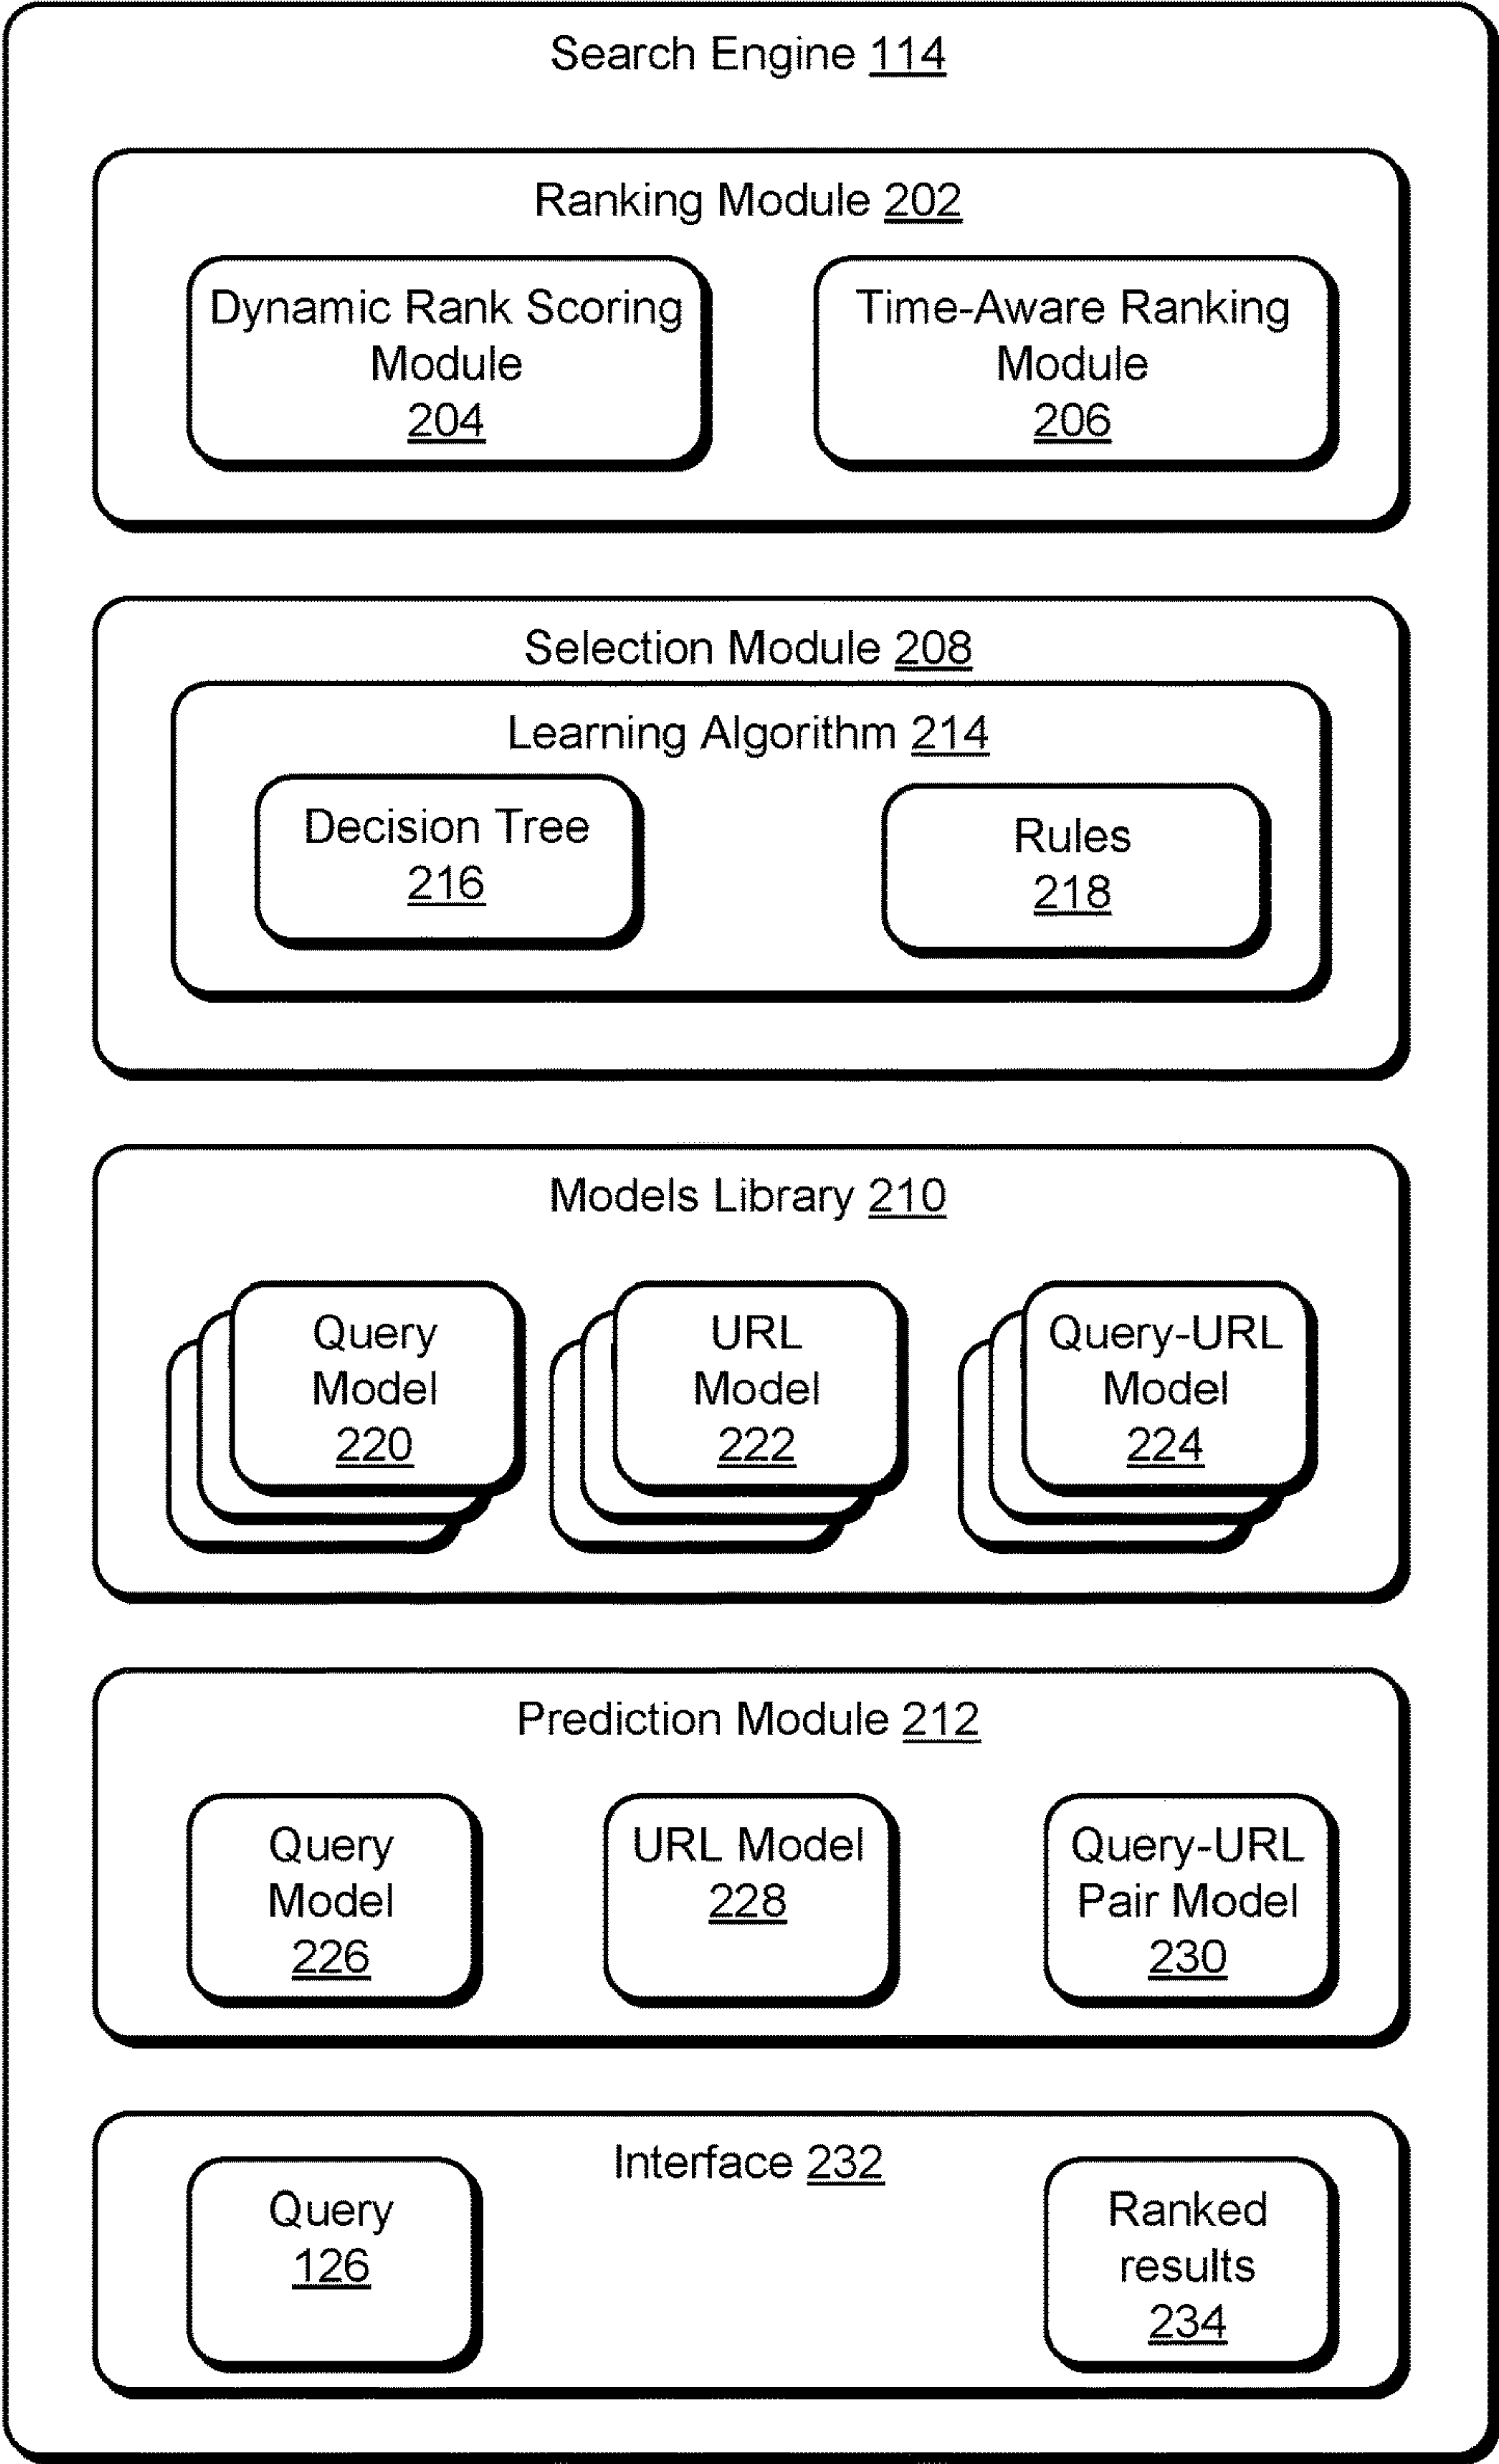 Search Engine 114
Ranking Module 202
Dynamic Rank Scoring
Module
204
Time-Aware Ranking
Module
206
Selection Module 208
Learning Algorithm 214
Decision Tree
216
Rules
218
Models Library 210
Query
Model
220
URL
Model
222
Query-URL
Model
224
Prediction Module 212
Query
Model
226
URL Model
228
Query-URL
Pair Model
230
Interface 232
Query
126
Ranked
results
234